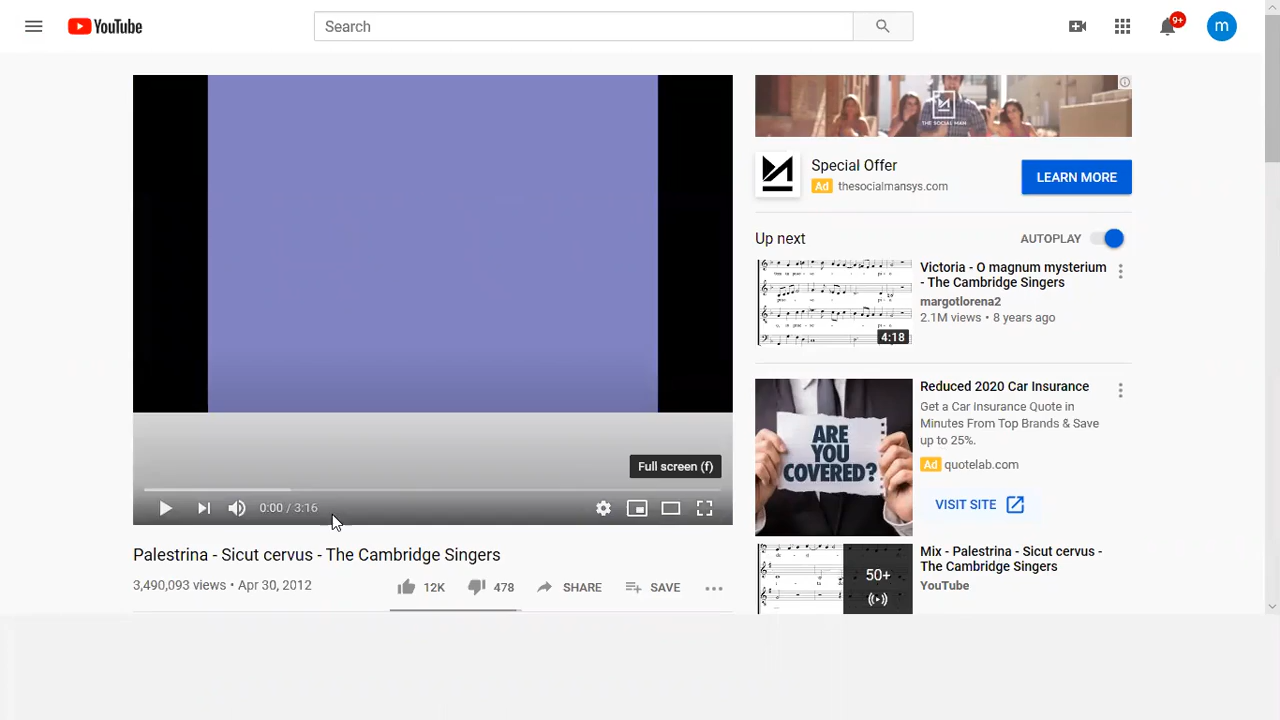 YouTube
Search
9+
m
THE SOCIAL MAN
Special Offer
Ad thesocialmansys.com
LEARN MORE
Up next
AUTOPLAY
4:18
Victoria - O magnum mysterium
- The Cambridge Singers
margotlorena2
2.1M views • 8 years ago
ARE
YOU
COVERED?
Reduced 2020 Car Insurance
Get a Car Insurance Quote in
Minutes From Top Brands & Save
up to 25%.
Ad quotelab.com
VISIT SITE
50+
Mix - Palestrina - Sicut cervus -
The Cambridge Singers
YouTube
Full screen (f)
0:00 / 3:16
Palestrina - Sicut cervus - The Cambridge Singers
3,490,093 views • Apr 30, 2012
12K
478
SHARE
SAVE